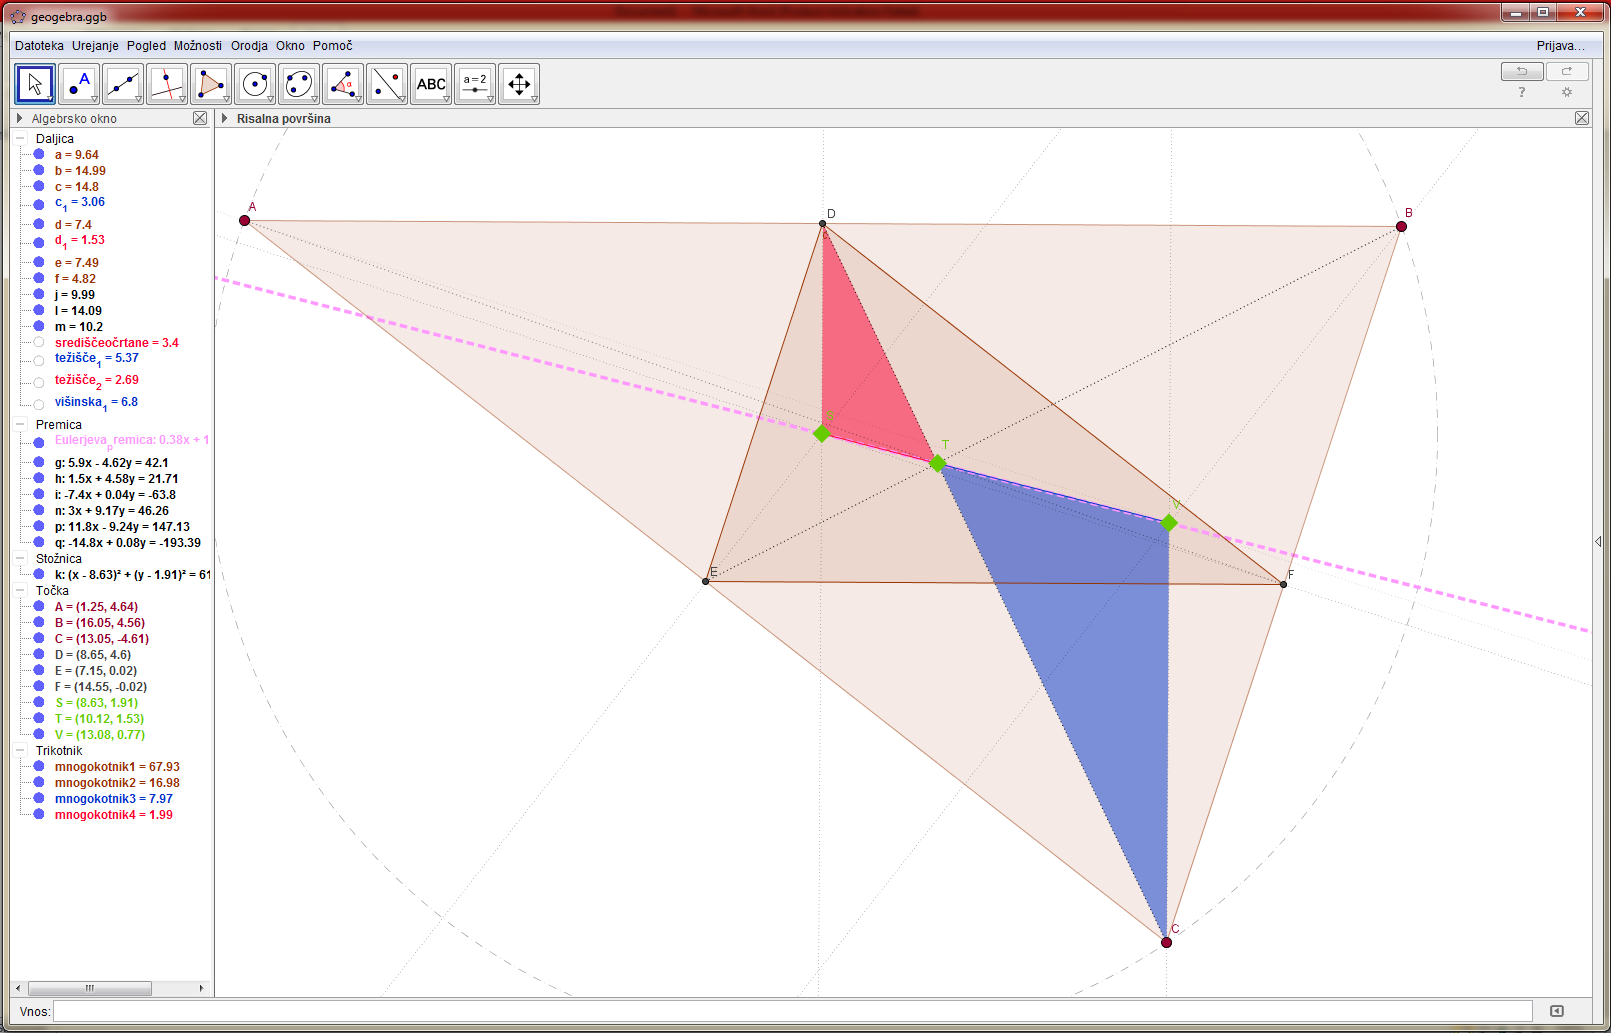 geogebra.ggb
Datoteka Urejanje Pogled Možnosti Orodja Okno Pomoč
Prijava...
A
α
ABC
a=2
?
Algebrsko okno
Risalna površina
Daljica
a = 9.64
b = 14.99
c = 14.8
c₁ = 3.06
d = 7.4
d₁ = 1.53
e = 7.49
f = 4.82
j = 9.99
l = 14.09
m = 10.2
središčeočrtane = 3.4
težišče₁ = 5.37
težišče₂ = 2.69
višinska₁ = 6.8
Premica
Eulerjevaₚremica: 0.38x + 1
g: 5.9x - 4.62y = 42.1
h: 1.5x + 4.58y = 21.71
i: -7.4x + 0.04y = -63.8
n: 3x + 9.17y = 46.26
p: 11.8x - 9.24y = 147.13
q: -14.8x + 0.08y = -193.39
Stožnica
k: (x - 8.63)² + (y - 1.91)² = 61
Točka
A = (1.25, 4.64)
B = (16.05, 4.56)
C = (13.05, -4.61)
D = (8.65, 4.6)
E = (7.15, 0.02)
F = (14.55, -0.02)
S = (8.63, 1.91)
T = (10.12, 1.53)
V = (13.08, 0.77)
Trikotnik
mnogokotnik1 = 67.93
mnogokotnik2 = 16.98
mnogokotnik3 = 7.97
mnogokotnik4 = 1.99
A
D
B
S
T
V
E
F
C
Vnos: